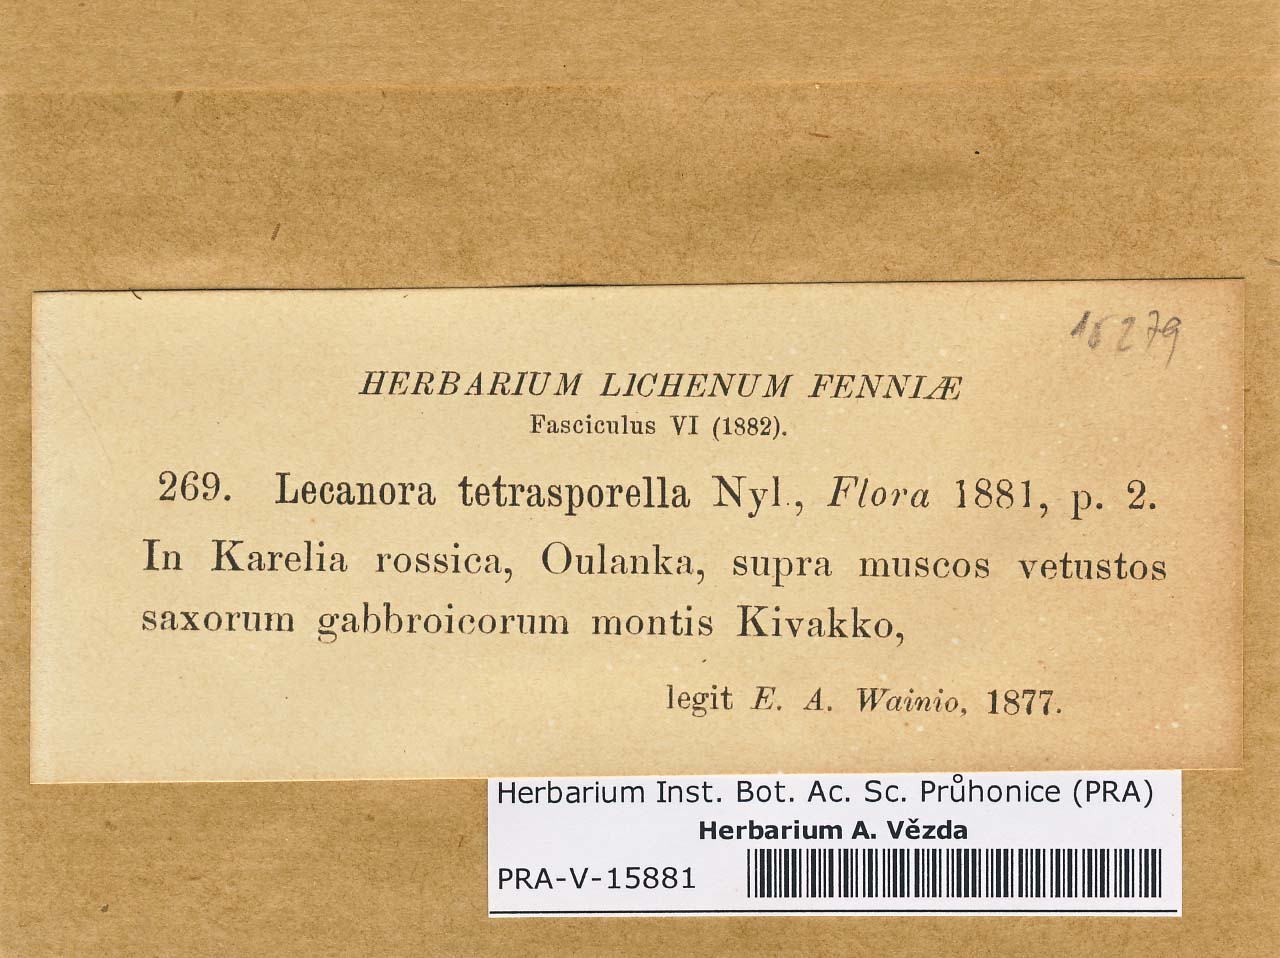 15279
HERBARIUM LICHENUM FENNIÆ
Fasciculus VI (1882).
269. Lecanora tetrasporella Nyl., Flora 1881, p. 2.
In Karelia rossica, Oulanka, supra muscos vetustos
saxorum gabbroicorum montis Kivakko,
legit E. A. Wainio, 1877.
Herbarium Inst. Bot. Ac. Sc. Průhonice (PRA)
Herbarium A. Vězda
PRA-V-15881